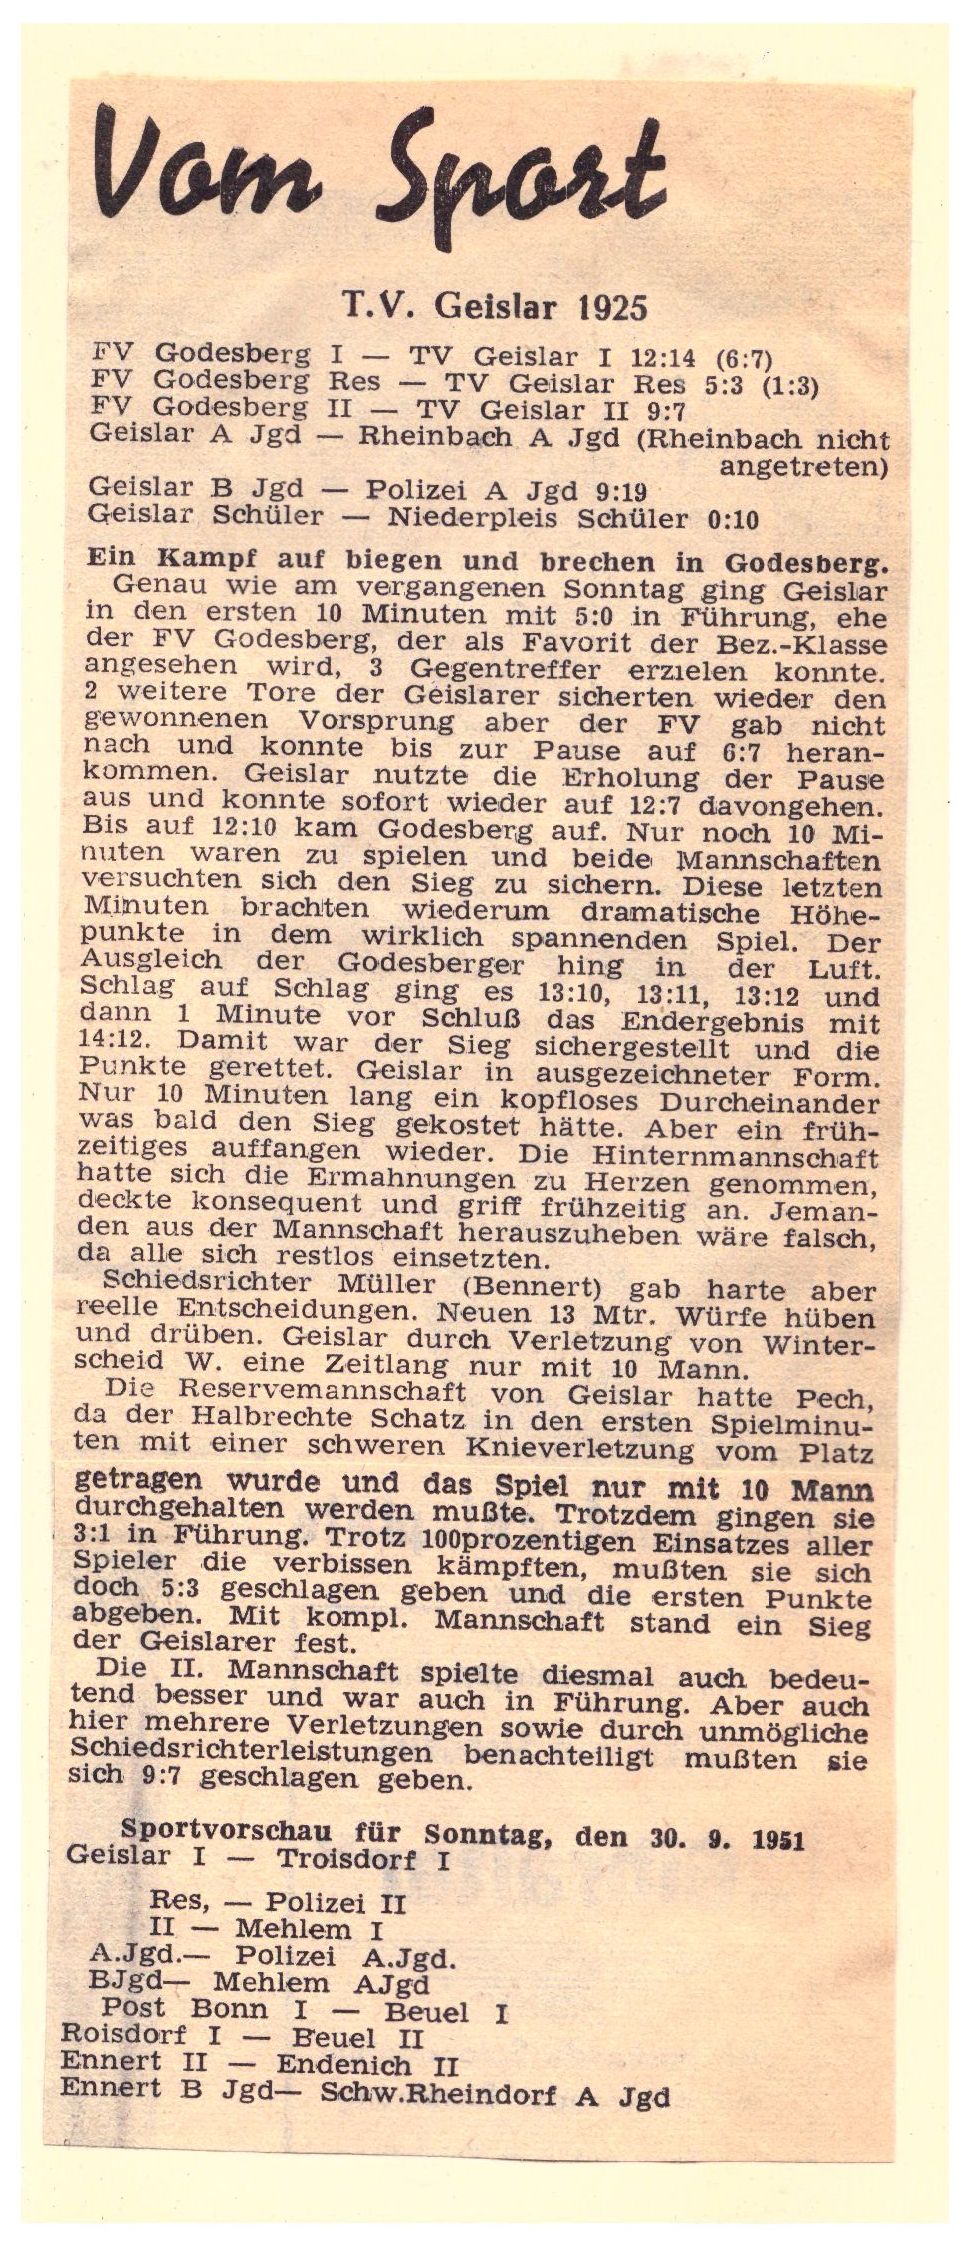 Vom Sport
T.V. Geislar 1925
FV Godesberg I — TV Geislar I 12:14 (6:7)
FV Godesberg Res — TV Geislar Res 5:3 (1:3)
FV Godesberg II — TV Geislar II 9:7
Geislar A Jgd — Rheinbach A Jgd (Rheinbach nicht
angetreten)
Geislar B Jgd — Polizei A Jgd 9:19
Geislar Schüler — Niederpleis Schüler 0:10
Ein Kampf auf biegen und brechen in Godesberg.
Genau wie am vergangenen Sonntag ging Geislar
in den ersten 10 Minuten mit 5:0 in Führung, ehe
der FV Godesberg, der als Favorit der Bez.-Klasse
angesehen wird, 3 Gegentreffer erzielen konnte.
2 weitere Tore der Geislarer sicherten wieder den
gewonnenen Vorsprung aber der FV gab nicht
nach und konnte bis zur Pause auf 6:7 heran-
kommen. Geislar nutzte die Erholung der Pause
aus und konnte sofort wieder auf 12:7 davongehen.
Bis auf 12:10 kam Godesberg auf. Nur noch 10 Mi-
nuten waren zu spielen und beide Mannschaften
versuchten sich den Sieg zu sichern. Diese letzten
Minuten brachten wiederum dramatische Höhe-
punkte in dem wirklich spannenden Spiel. Der
Ausgleich der Godesberger hing in der Luft.
Schlag auf Schlag ging es 13:10, 13:11, 13:12 und
dann 1 Minute vor Schluß das Endergebnis mit
14:12. Damit war der Sieg sichergestellt und die
Punkte gerettet. Geislar in ausgezeichneter Form.
Nur 10 Minuten lang ein kopfloses Durcheinander
was bald den Sieg gekostet hätte. Aber ein früh-
zeitiges auffangen wieder. Die Hinternmannschaft
hatte sich die Ermahnungen zu Herzen genommen,
deckte konsequent und griff frühzeitig an. Jeman-
den aus der Mannschaft herauszuheben wäre falsch,
da alle sich restlos einsetzten.
Schiedsrichter Müller (Bennert) gab harte aber
reelle Entscheidungen. Neuen 13 Mtr. Würfe hüben
und drüben. Geislar durch Verletzung von Winter-
scheid W. eine Zeitlang nur mit 10 Mann.
Die Reservemannschaft von Geislar hatte Pech,
da der Halbrechte Schatz in den ersten Spielminu-
ten mit einer schweren Knieverletzung vom Platz
getragen wurde und das Spiel nur mit 10 Mann
durchgehalten werden mußte. Trotzdem gingen sie
3:1 in Führung. Trotz 100prozentigen Einsatzes aller
Spieler die verbissen kämpften, mußten sie sich
doch 5:3 geschlagen geben und die ersten Punkte
abgeben. Mit kompl. Mannschaft stand ein Sieg
der Geislarer fest.
Die II. Mannschaft spielte diesmal auch bedeu-
tend besser und war auch in Führung. Aber auch
hier mehrere Verletzungen sowie durch unmögliche
Schiedsrichterleistungen benachteiligt mußten sie
sich 9:7 geschlagen geben.
Sportvorschau für Sonntag, den 30. 9. 1951
Geislar I — Troisdorf I
Res, — Polizei II
II — Mehlem I
A.Jgd.— Polizei A.Jgd.
BJgd— Mehlem AJgd
Post Bonn I — Beuel I
Roisdorf I — Beuel II
Ennert II — Endenich II
Ennert B Jgd— Schw.Rheindorf A Jgd